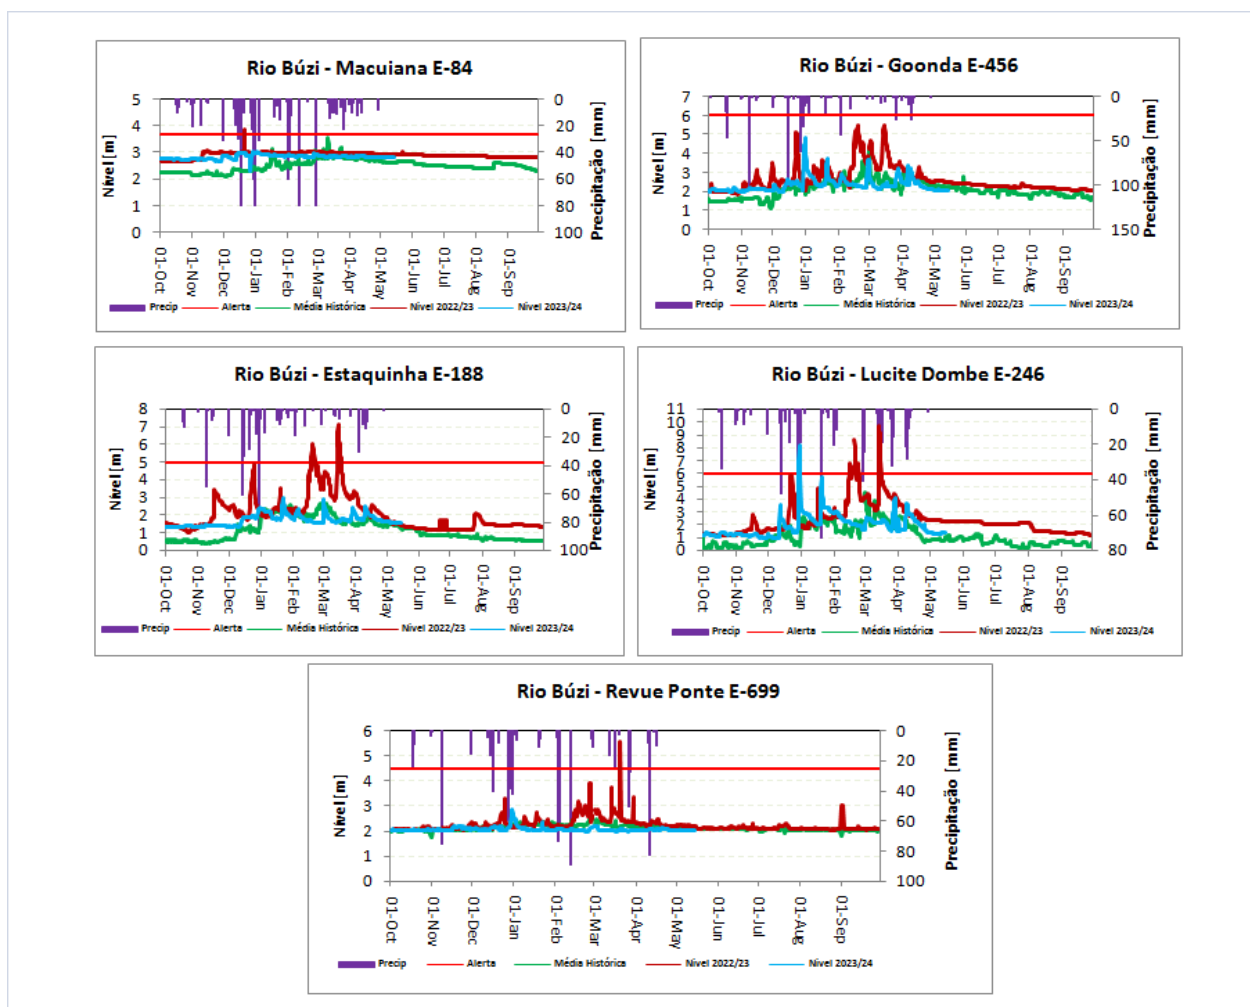 Rio Búzi - Macuiana E-84
Nível [m]
5
4
3
2
1
0
0
20
40
60
80
100
Precipitação [mm]
01-Oct
01-Nov
01-Dec
01-Jan
01-Feb
01-Mar
01-Apr
01-May
01-Jun
01-Jul
01-Aug
01-Sep
Precip Alerta Média Histórica Nivel 2022/23 Nivel 2023/24
Rio Búzi - Goonda E-456
Nível [m]
7
6
5
4
3
2
1
0
0
50
100
150
Precipitação [mm]
01-Oct
01-Nov
01-Dec
01-Jan
01-Feb
01-Mar
01-Apr
01-May
01-Jun
01-Jul
01-Aug
01-Sep
Precip Alerta Média Histórica Nivel 2022/23 Nivel 2023/24
Rio Búzi - Estaquinha E-188
Nível [m]
8
7
6
5
4
3
2
1
0
0
20
40
60
80
100
Precipitação [mm]
01-Oct
01-Nov
01-Dec
01-Jan
01-Feb
01-Mar
01-Apr
01-May
01-Jun
01-Jul
01-Aug
01-Sep
Precip Alerta Média Histórica Nivel 2022/23 Nivel 2023/24
Rio Búzi - Lucite Dombe E-246
Nível [m]
11
10
9
8
7
6
5
4
3
2
1
0
0
20
40
60
80
Precipitação [mm]
01-Oct
01-Nov
01-Dec
01-Jan
01-Feb
01-Mar
01-Apr
01-May
01-Jun
01-Jul
01-Aug
01-Sep
Precip Alerta Média Histórica Nivel 2022/23 Nivel 2023/24
Rio Búzi - Revue Ponte E-699
Nível [m]
6
5
4
3
2
1
0
0
20
40
60
80
100
Precipitação [mm]
01-Oct
01-Nov
01-Dec
01-Jan
01-Feb
01-Mar
01-Apr
01-May
01-Jun
01-Jul
01-Aug
01-Sep
Precip Alerta Média Histórica Nivel 2022/23 Nivel 2023/24